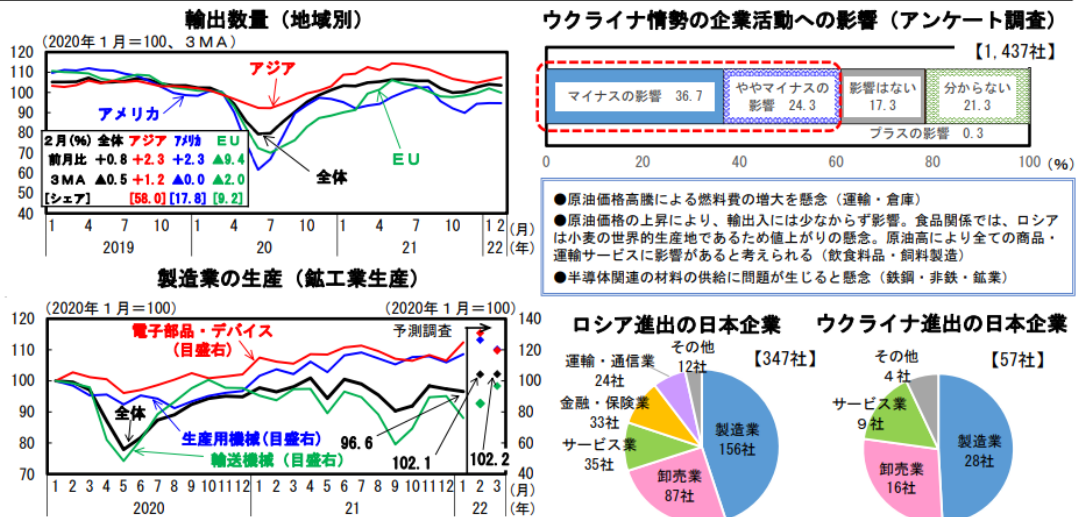 輸出数量（地域別）
（2020年１月＝100、３MA）
120
110
100
90
80
70
60
50
40
アジア
アメリカ
全体
ＥＵ
２月(%) 全体 アジア ｱﾒﾘｶ ＥＵ
前月比 ＋0.8 ＋2.3 ＋2.3 ▲9.4
３MA ▲0.5 ＋1.2 ▲0.0 ▲2.0
[シェア] [58.0] [17.8] [9.2]
1 4 7 10 1 4 7 10 1 4 7 10 1 2 (月)
2019 20 21 22 (年)
製造業の生産（鉱工業生産）
（2020年１月＝100） （2020年１月＝100）
120
110
100
90
80
70
140
120
100
80
60
40
電子部品・デバイス
（目盛右）
予測調査
全体
生産用機械(目盛右)
輸送機械（目盛右）
96.6
102.1
102.2
1 2 3 4 5 6 7 8 9 10 11 12 1 2 3 4 5 6 7 8 9 10 11 12 1 2 3 (月)
2020 21 22 (年)
ウクライナ情勢の企業活動への影響（アンケート調査）
【1,437社】
マイナスの影響 36.7
ややマイナスの
影響 24.3
影響はない
17.3
分からない
21.3
プラスの影響 0.3
0 20 40 60 80 100 (%)
●原油価格高騰による燃料費の増大を懸念（運輸・倉庫）
●原油価格の上昇により、輸出入には少なからず影響。食品関係では、ロシア
は小麦の世界的生産地であるため値上がりの懸念。原油高により全ての商品・
運輸サービスに影響があると考えられる（飲食料品・飼料製造）
●半導体関連の材料の供給に問題が生じると懸念（鉄鋼・非鉄・鉱業）
ロシア進出の日本企業
【347社】
その他
12社
運輸・通信業
24社
金融・保険業
33社
サービス業
35社
卸売業
87社
製造業
156社
ウクライナ進出の日本企業
【57社】
その他
4社
サービス業
9社
卸売業
16社
製造業
28社